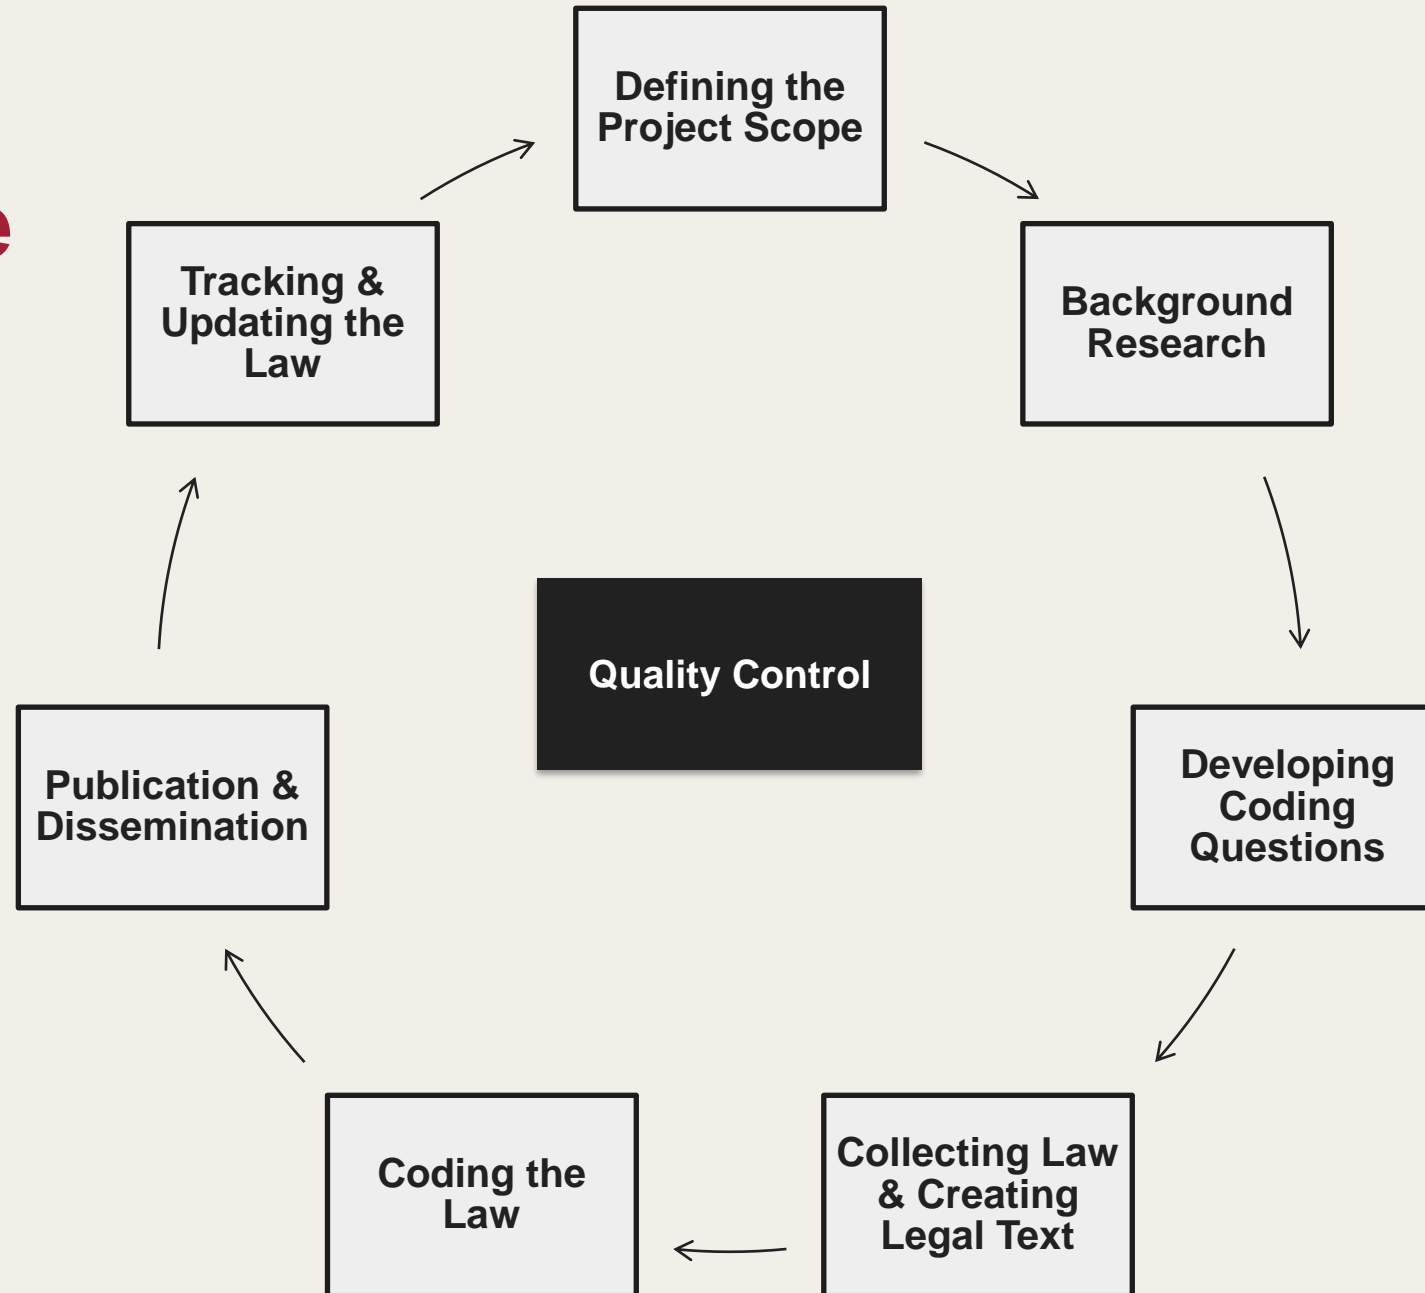 Defining the
Project Scope
e
Tracking &
Updating the
Law
Background
Research
Quality Control
Publication &
Dissemination
Developing
Coding
Questions
Coding the
Law
Collecting Law
& Creating
Legal Text